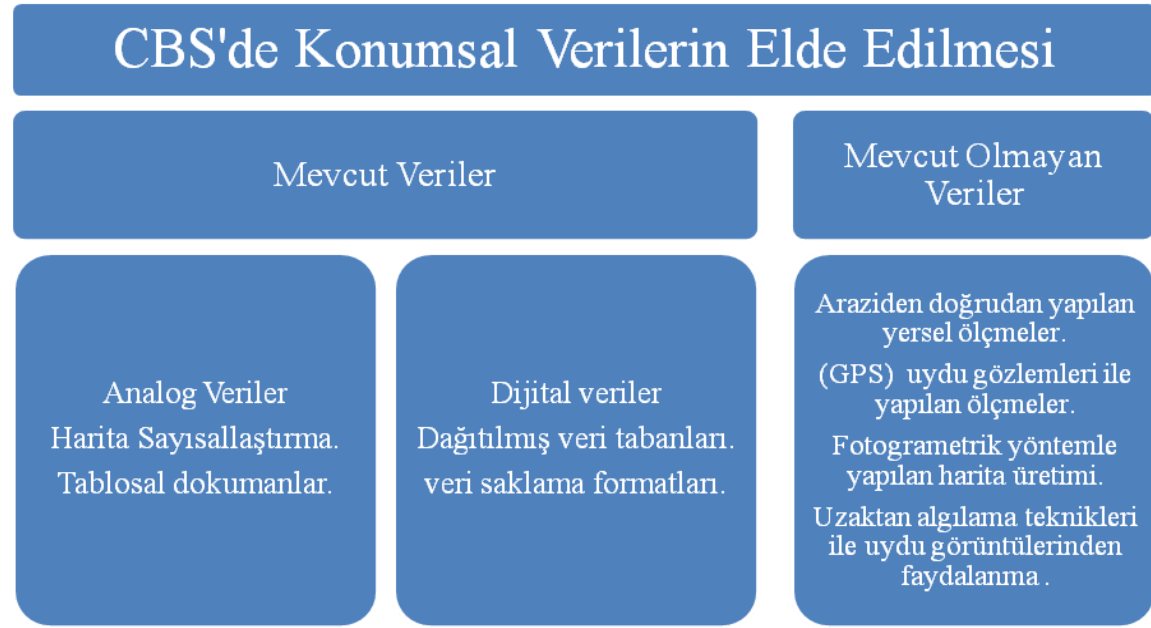 CBS'de Konumsal Verilerin Elde Edilmesi
Mevcut Veriler
Mevcut Olmayan
Veriler
Analog Veriler
Harita Sayısallaştırma.
Tablosal dokumanlar.
Dijital veriler
Dağıtılmış veri tabanları.
veri saklama formatları.
Araziden doğrudan yapılan
yersel ölçmeler.
(GPS) uydu gözlemleri ile
yapılan ölçmeler.
Fotogrametrik yöntemle
yapılan harita üretimi.
Uzaktan algılama teknikleri
ile uydu görüntülerinden
faydalanma .